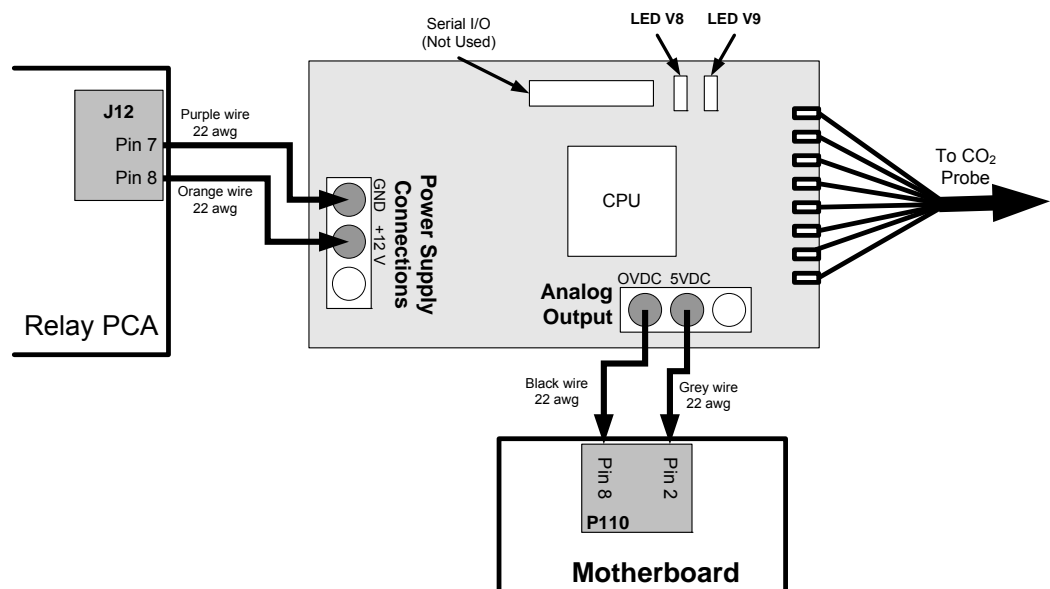 Serial I/O
(Not Used)
LED V8
LED V9
J12
Pin 7
Pin 8
Purple wire
22 awg
Orange wire
22 awg
Relay PCA
GND
+12 V
Power Supply
Connections
CPU
To CO₂
Probe
Analog
Output
OVDC
5VDC
Black wire
22 awg
Grey wire
22 awg
Pin 8
Pin 2
P110
Motherboard